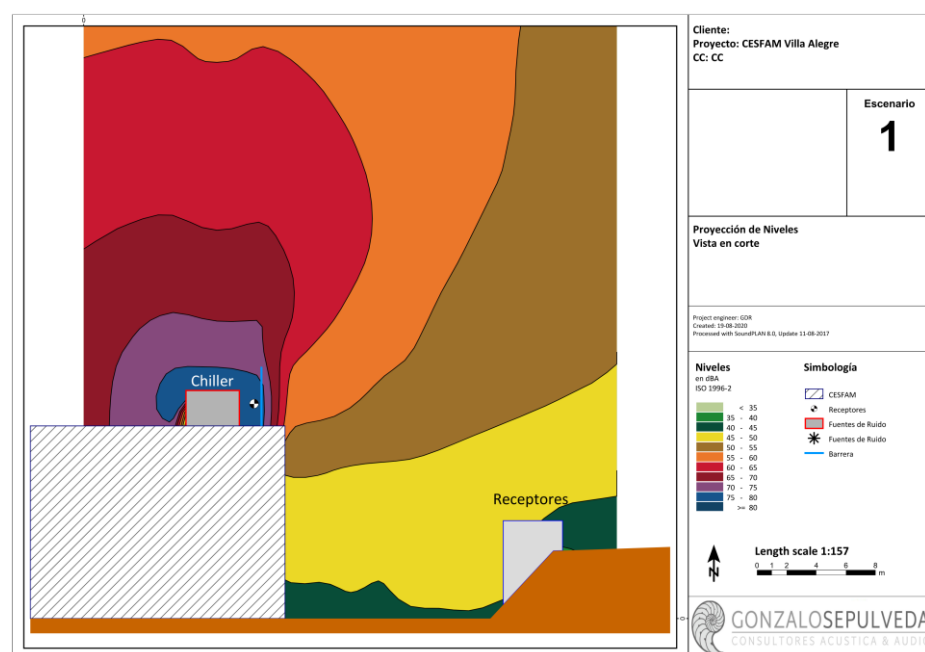 0
Chiller
Receptores
0
Cliente:
Proyecto: CESFAM Villa Alegre
CC: CC
Escenario
1
Proyección de Niveles
Vista en corte
Project engineer: GDR
Created: 19-08-2020
Processed with SoundPLAN 8.0, Update 11-08-2017
Niveles
en dBA
ISO 1996-2
< 35
35 - 40
40 - 45
45 - 50
50 - 55
55 - 60
60 - 65
65 - 70
70 - 75
75 - 80
>= 80
Simbología
CESFAM
Receptores
Fuentes de Ruido
Fuentes de Ruido
Barrera
N
Length scale 1:157
0 1 2 4 6 8
m
GONZALOSEPULVEDA
CONSULTORES ACUSTICA & AUDIO